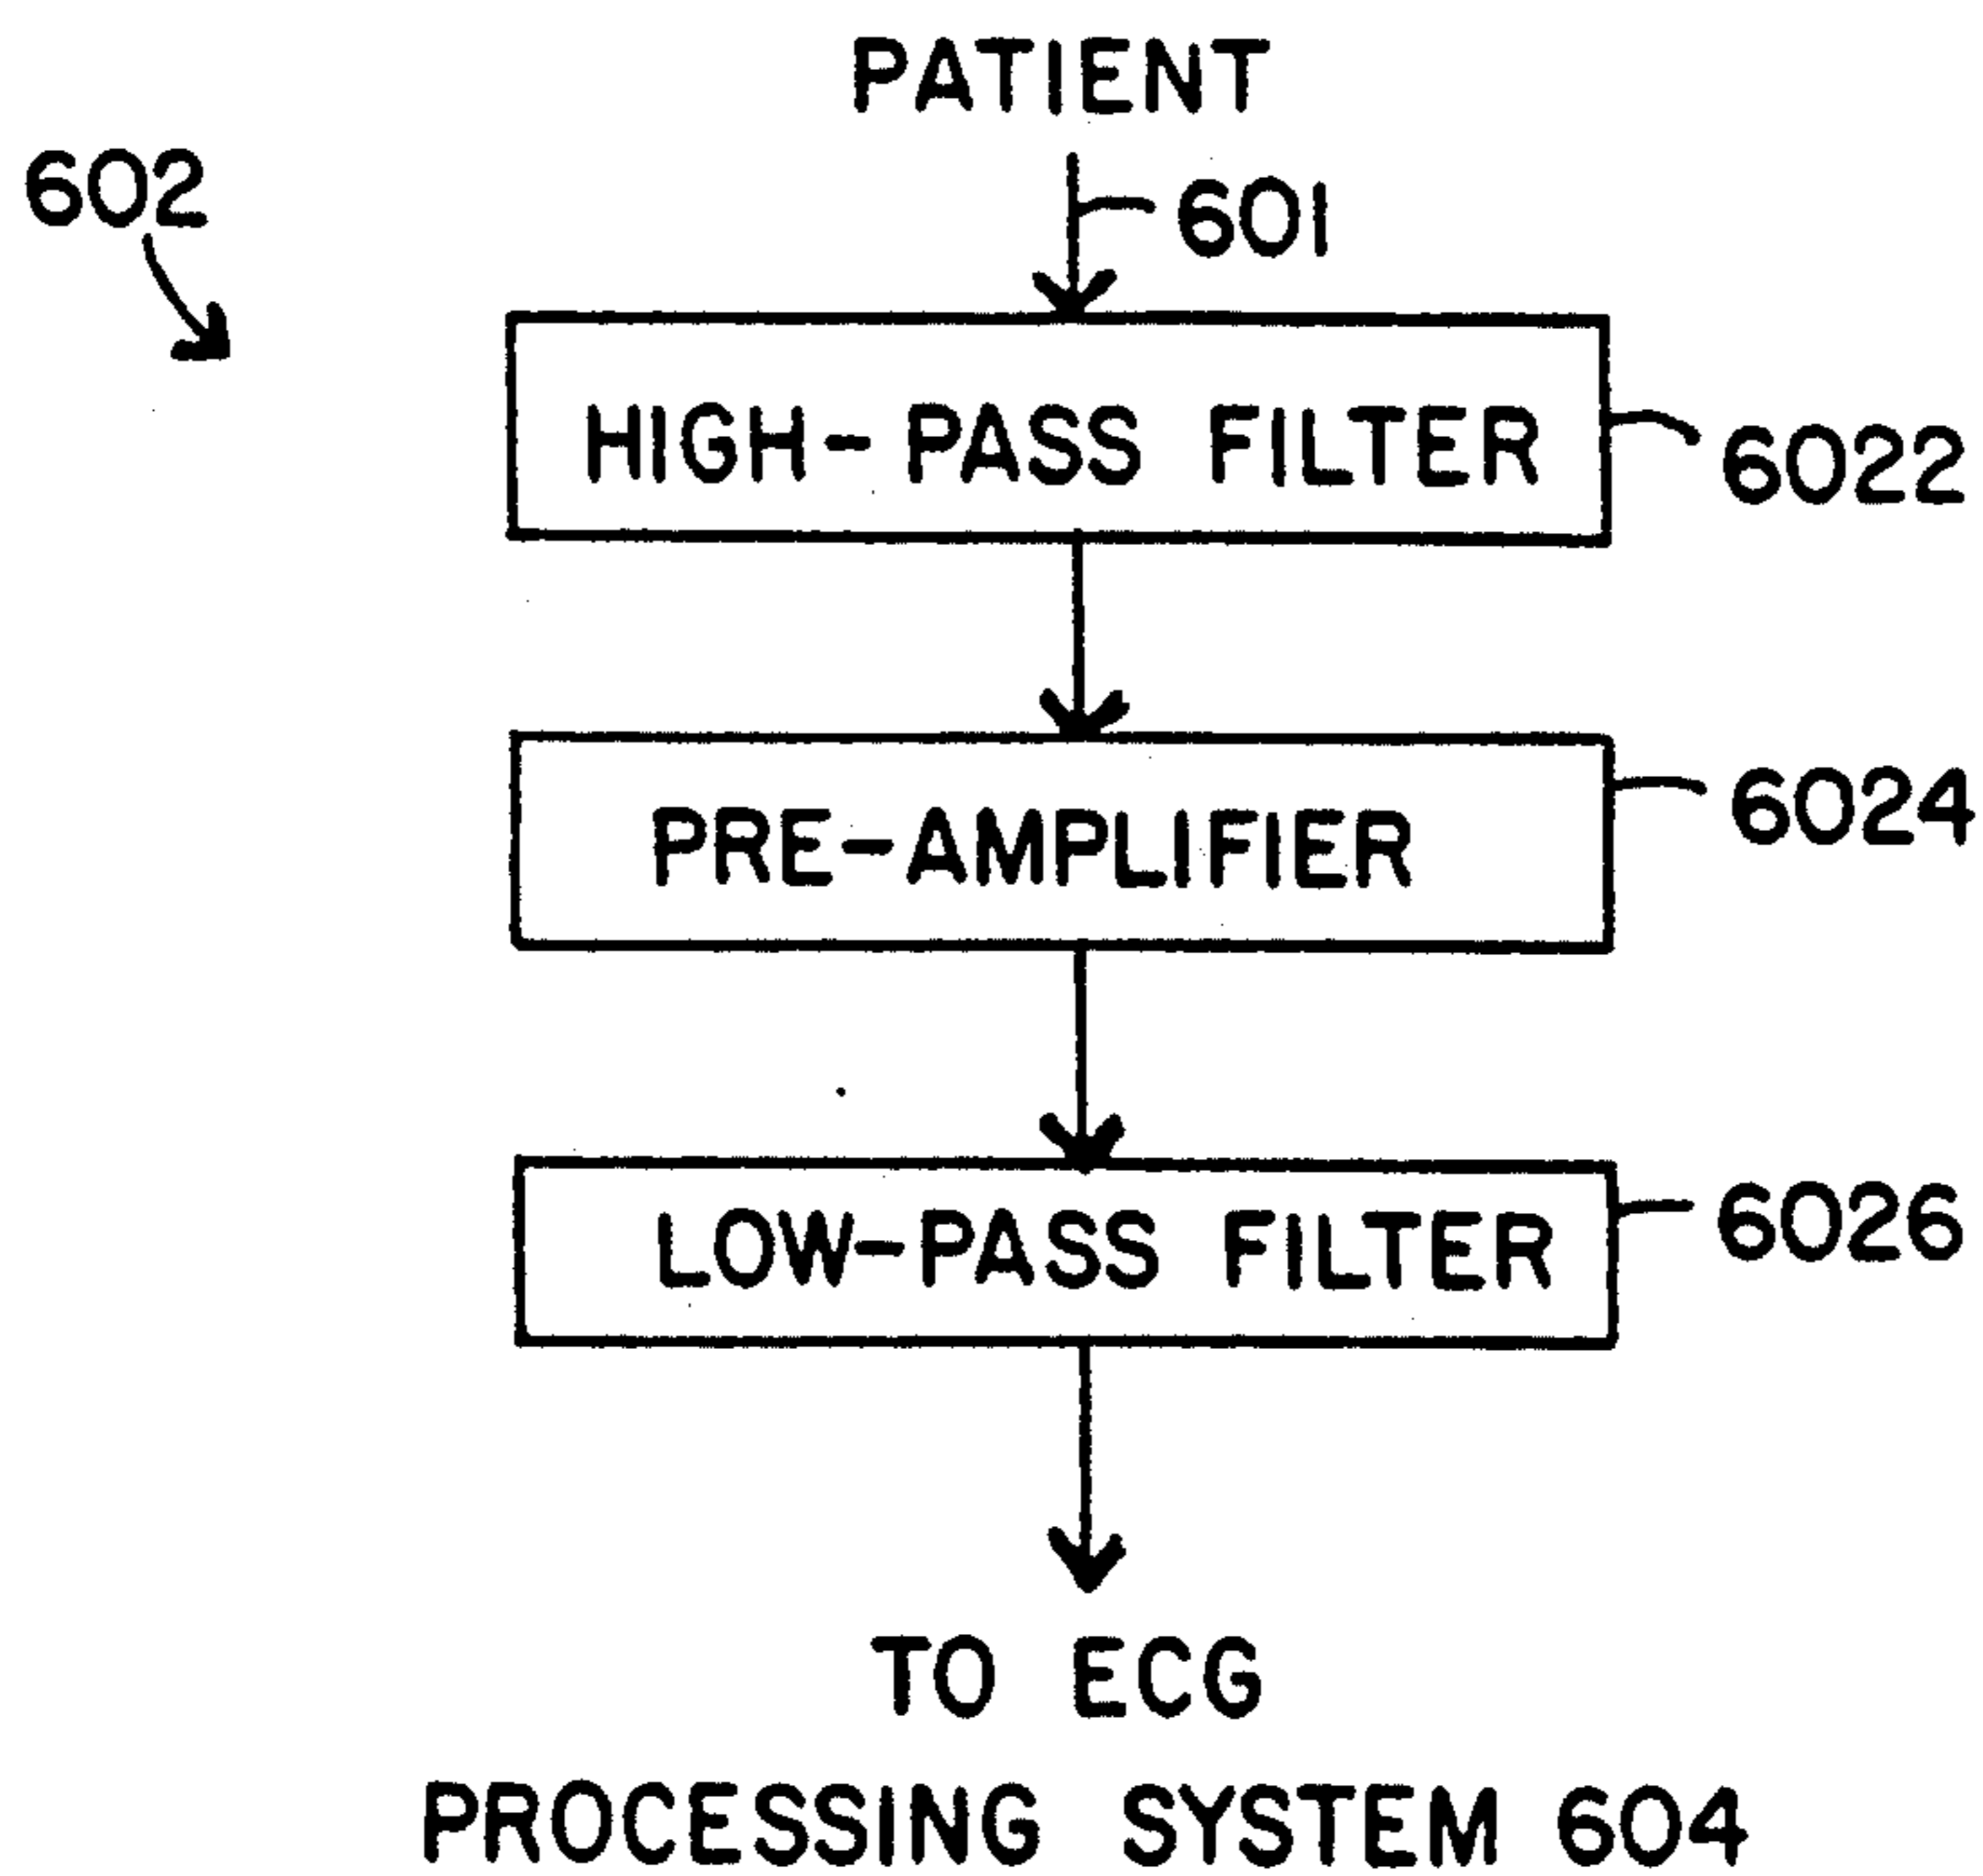 PATIENT
602
601
HIGH-PASS FILTER
6022
PRE-AMPLIFIER
6024
LOW-PASS FILTER
6026
TO ECG
PROCESSING SYSTEM 604